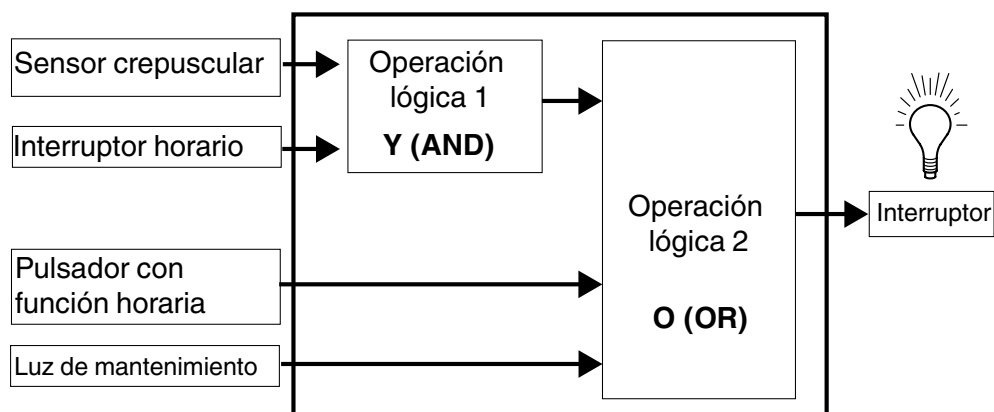 Sensor crepuscular
Interruptor horario
Pulsador con
función horaria
Luz de mantenimiento
Operación
lógica 1
Y (AND)
Operación
lógica 2
O (OR)
Interruptor